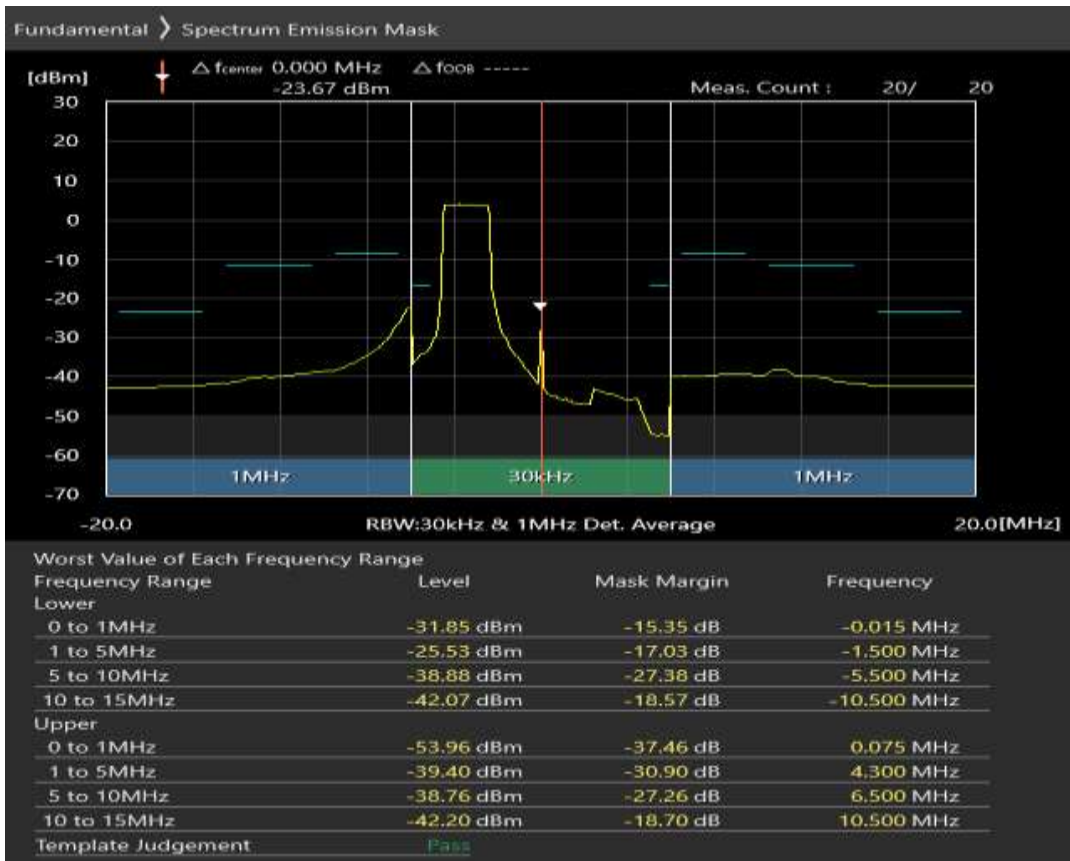 Fundamental ❯ Spectrum Emission Mask
[dBm] △ fcenter 0.000 MHz △ fOOB -----
-23.67 dBm Meas. Count : 20/ 20
30
20
10
0
-10
-20
-30
-40
-50
-60
-70
1MHz 30kHz 1MHz
-20.0 RBW:30kHz & 1MHz Det. Average 20.0[MHz]
Worst Value of Each Frequency Range
Frequency Range Level Mask Margin Frequency
Lower
0 to 1MHz -31.85 dBm -15.35 dB -0.015 MHz
1 to 5MHz -25.53 dBm -17.03 dB -1.500 MHz
5 to 10MHz -38.88 dBm -27.38 dB -5.500 MHz
10 to 15MHz -42.07 dBm -18.57 dB -10.500 MHz
Upper
0 to 1MHz -53.96 dBm -37.46 dB 0.075 MHz
1 to 5MHz -39.40 dBm -30.90 dB 4.300 MHz
5 to 10MHz -38.76 dBm -27.26 dB 6.500 MHz
10 to 15MHz -42.20 dBm -18.70 dB 10.500 MHz
Template Judgement Pass